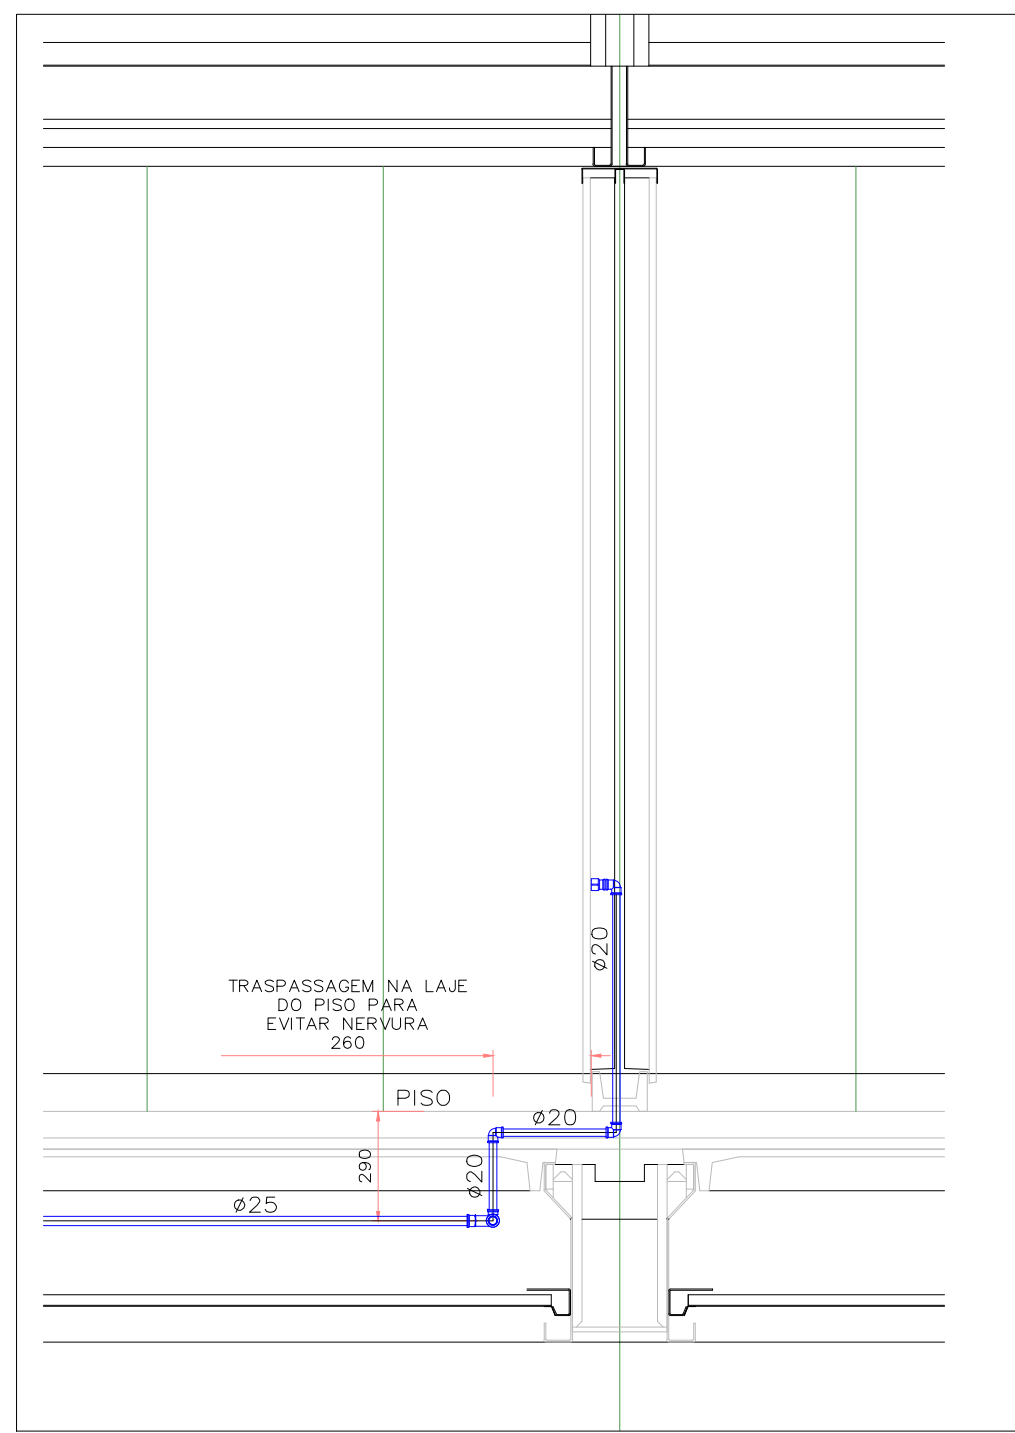 ø20
TRASPASSAGEM NA LAJE
DO PISO PARA
EVITAR NERVURA
260
PISO
ø20
290
ø20
ø25